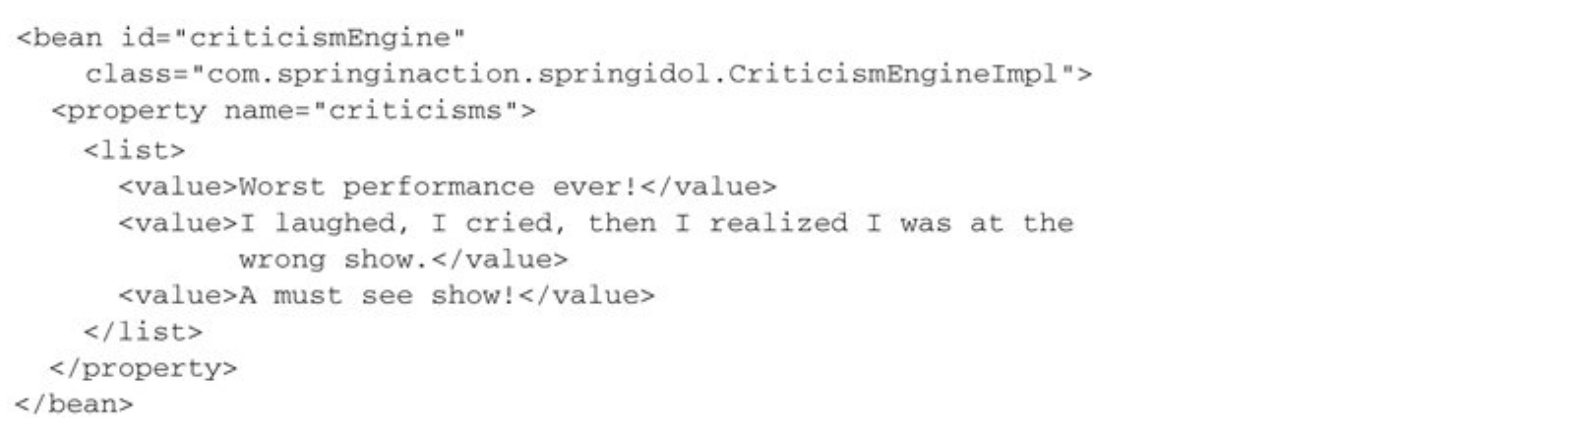 <bean id="criticismEngine"
    class="com.springinaction.springidol.CriticismEngineImpl">
  <property name="criticisms">
    <list>
      <value>Worst performance ever!</value>
      <value>I laughed, I cried, then I realized I was at the
             wrong show.</value>
      <value>A must see show!</value>
    </list>
  </property>
</bean>